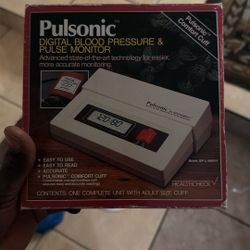 Pulsonic
DIGITAL BLOOD PRESSURE &
PULSE MONITOR
Advanced state-of-the-art technology for easier,
more accurate monitoring.
Pulsonic
Comfort Cuff
Pulsonic
120-80
• EASY TO USE
• EASY TO READ
• ACCURATE
• PULSONIC COMFORT CUFF
HEALTHCHECK
CONTENTS: ONE COMPLETE UNIT WITH ADULT SIZE CUFF.